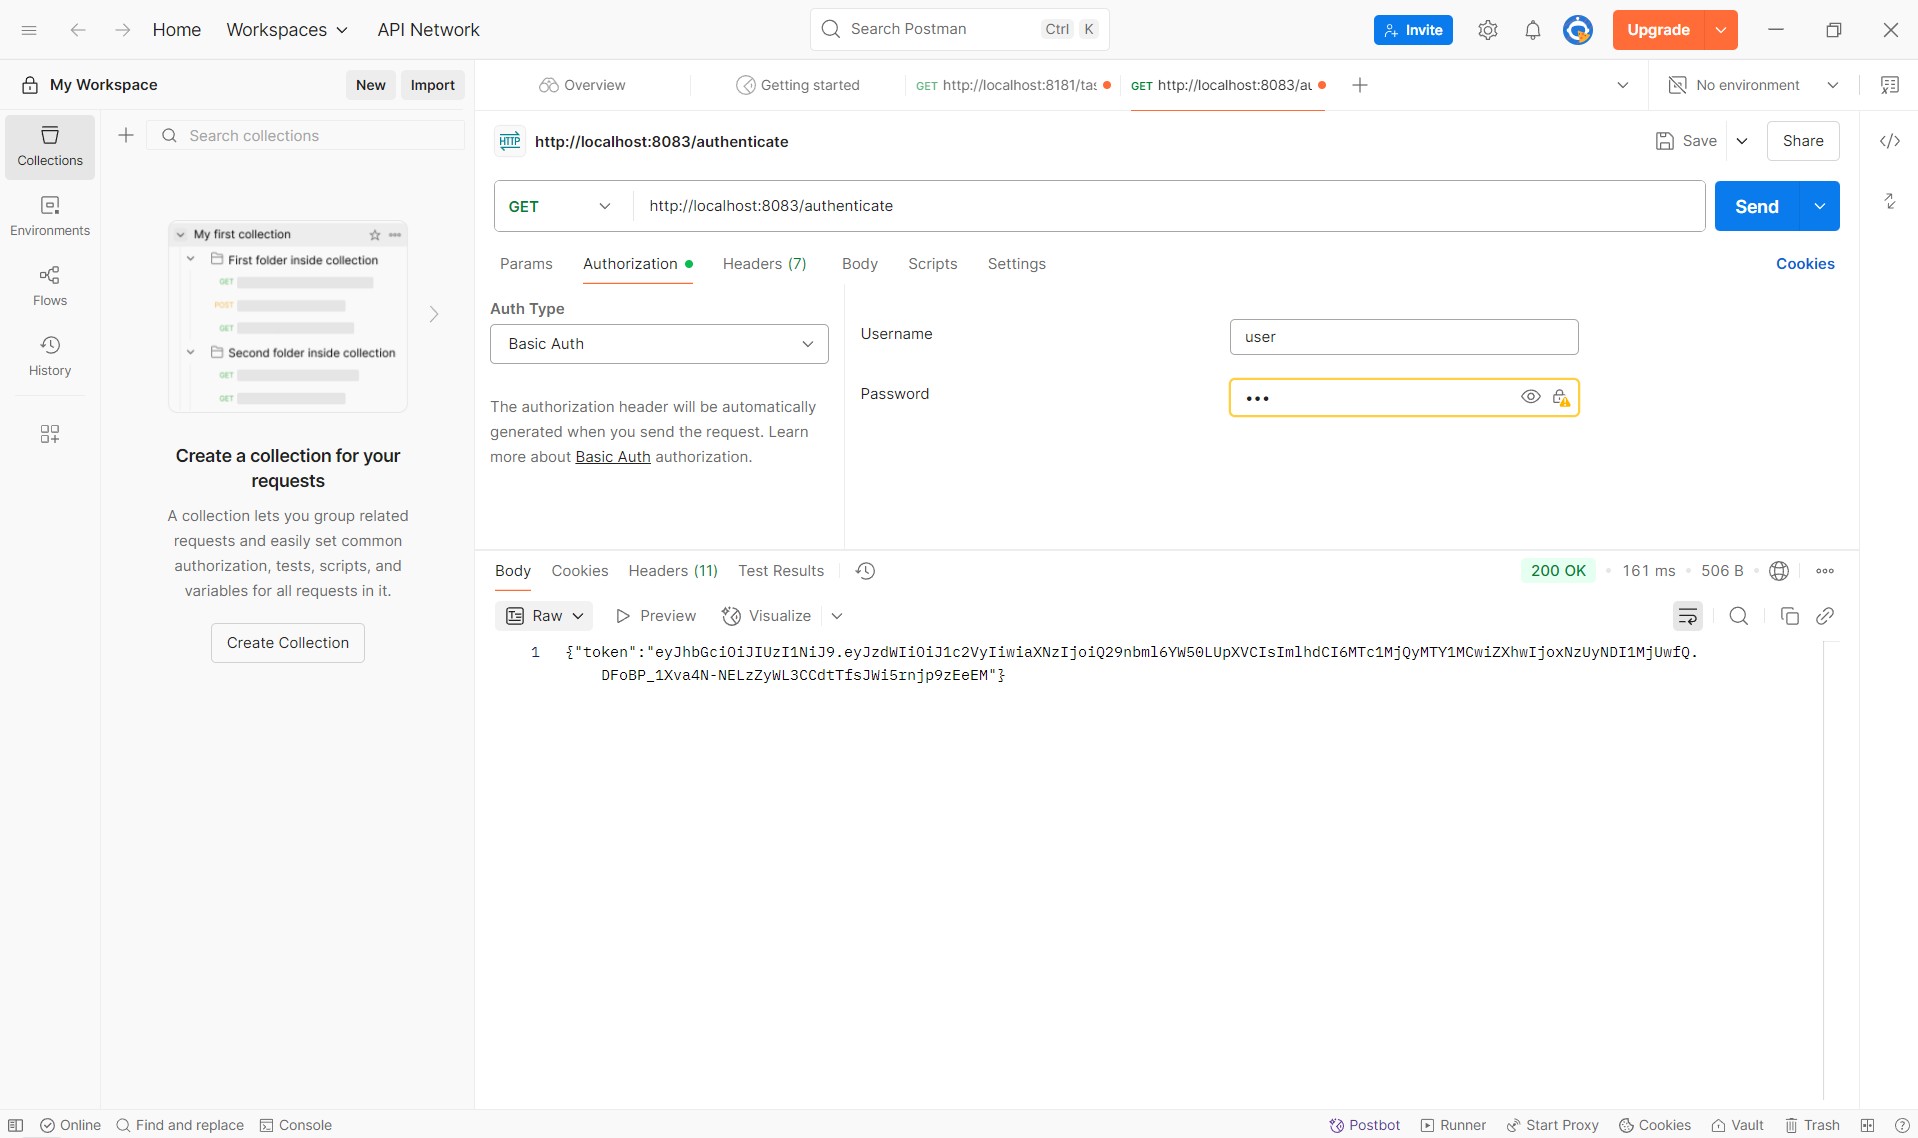 Home
Workspaces
API Network
Search Postman
Ctrl K
Invite
Upgrade
My Workspace
New
Import
Overview
Getting started
GET http://localhost:8181/tas
GET http://localhost:8083/au
No environment
Collections
Environments
Flows
History
Search collections
My first collection
First folder inside collection
GET
POST
GET
Second folder inside collection
GET
GET
Create a collection for your
requests
A collection lets you group related
requests and easily set common
authorization, tests, scripts, and
variables for all requests in it.
Create Collection
HTTP
http://localhost:8083/authenticate
Save
Share
GET
http://localhost:8083/authenticate
Send
Params
Authorization
Headers (7)
Body
Scripts
Settings
Cookies
Auth Type
Basic Auth
The authorization header will be automatically
generated when you send the request. Learn
more about Basic Auth authorization.
Username
user
Password
•••
Body
Cookies
Headers (11)
Test Results
200 OK
161 ms
506 B
Raw
Preview
Visualize
1 {"token":"eyJhbGciOiJIUzI1NiJ9.eyJzdWIiOiJ1c2VyIiwiaXNzIjoiQ29nbml6YW50LUpXVCIsImlhdCI6MTc1MjQyMTY1MCwiZXhwIjoxNzUyNDI1MjUwfQ.
DFoBP_1Xva4N-NELzZyWL3CCdtTfsJWi5rnjp9zEeEM"}
Online
Find and replace
Console
Postbot
Runner
Start Proxy
Cookies
Vault
Trash